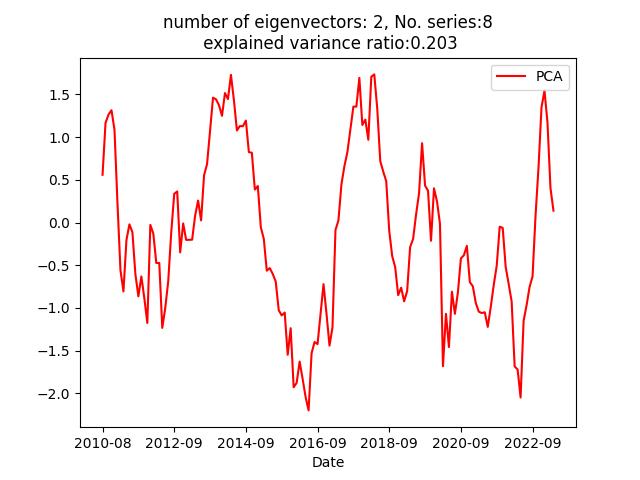 number of eigenvectors: 2, No. series:8
explained variance ratio:0.203
PCA
1.5
1.0
0.5
0.0
−0.5
−1.0
−1.5
−2.0
2010-08 2012-09 2014-09 2016-09 2018-09 2020-09 2022-09
Date